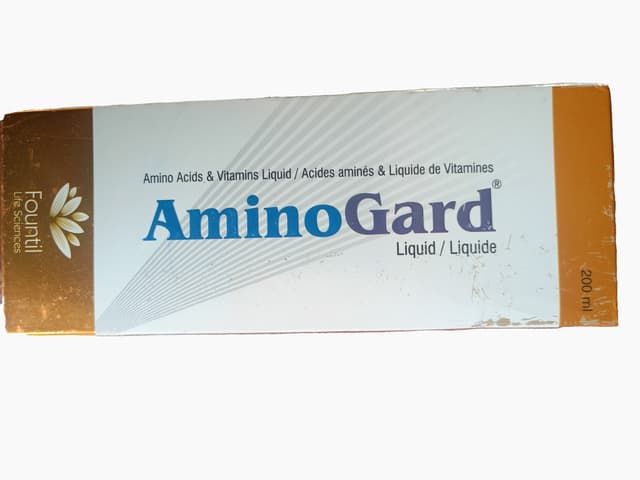 Fountil
Life Sciences
Amino Acids & Vitamins Liquid / Acides aminés & Liquide de Vitamines
AminoGard®
Liquid / Liquide
200 ml